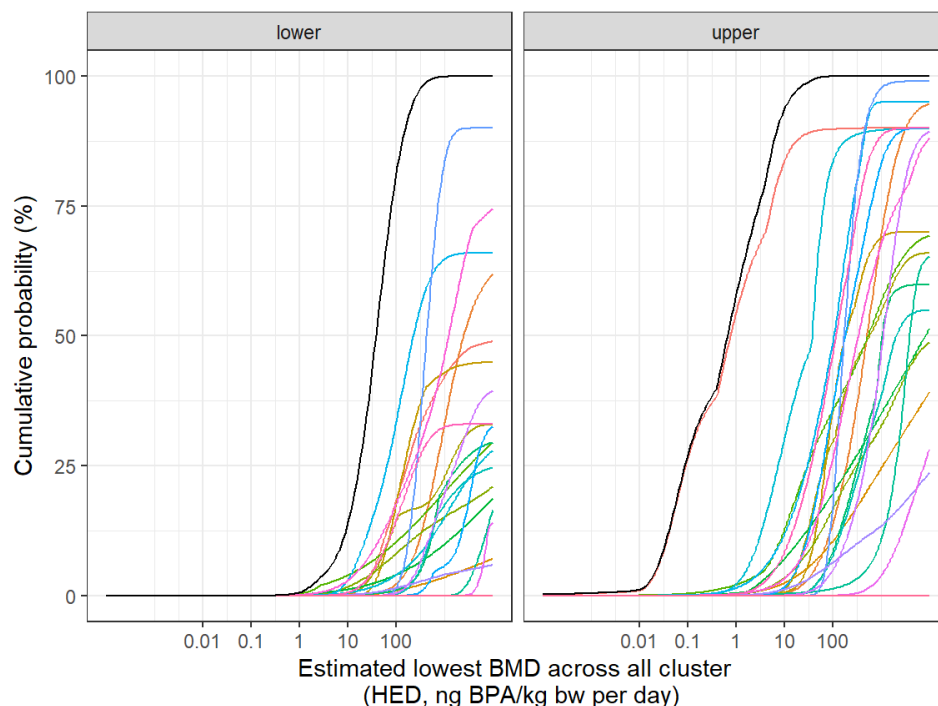 lower
upper
Cumulative probability (%)
100
75
50
25
0
0.01 0.1 1 10 100
0.01 0.1 1 10 100
Estimated lowest BMD across all cluster
(HED, ng BPA/kg bw per day)